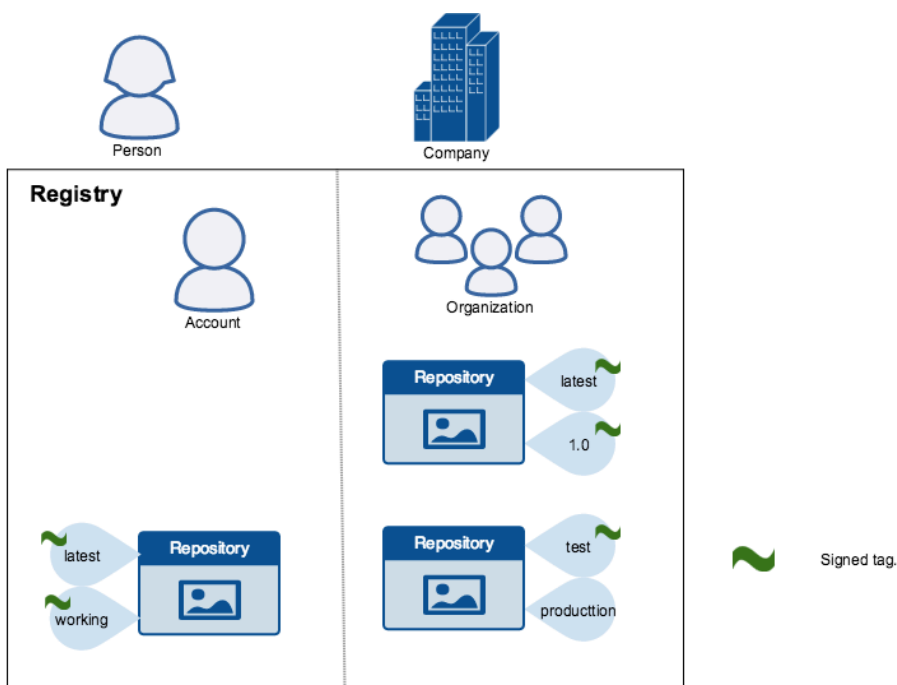 Person
Company
Registry
Account
Organization
Repository
latest
1.0
latest
working
Repository
Repository
test
producttion
Signed tag.